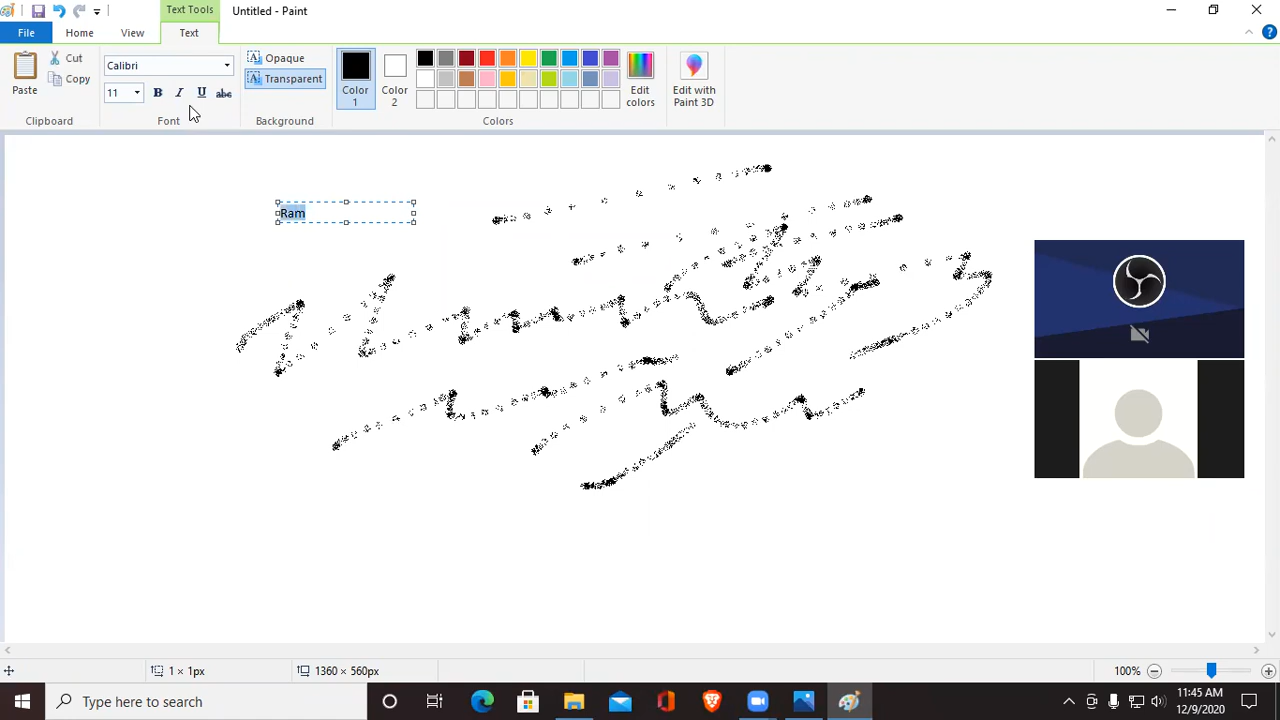 Text Tools
Untitled - Paint
File
Home
View
Text
Paste
Cut
Copy
Clipboard
Calibri
11
B I U abc
Font
Opaque
Transparent
Background
Color 1
Color 2
Edit colors
Colors
Edit with Paint 3D
Ram
1 × 1px
1360 × 560px
100%
Type here to search
11:45 AM
12/9/2020